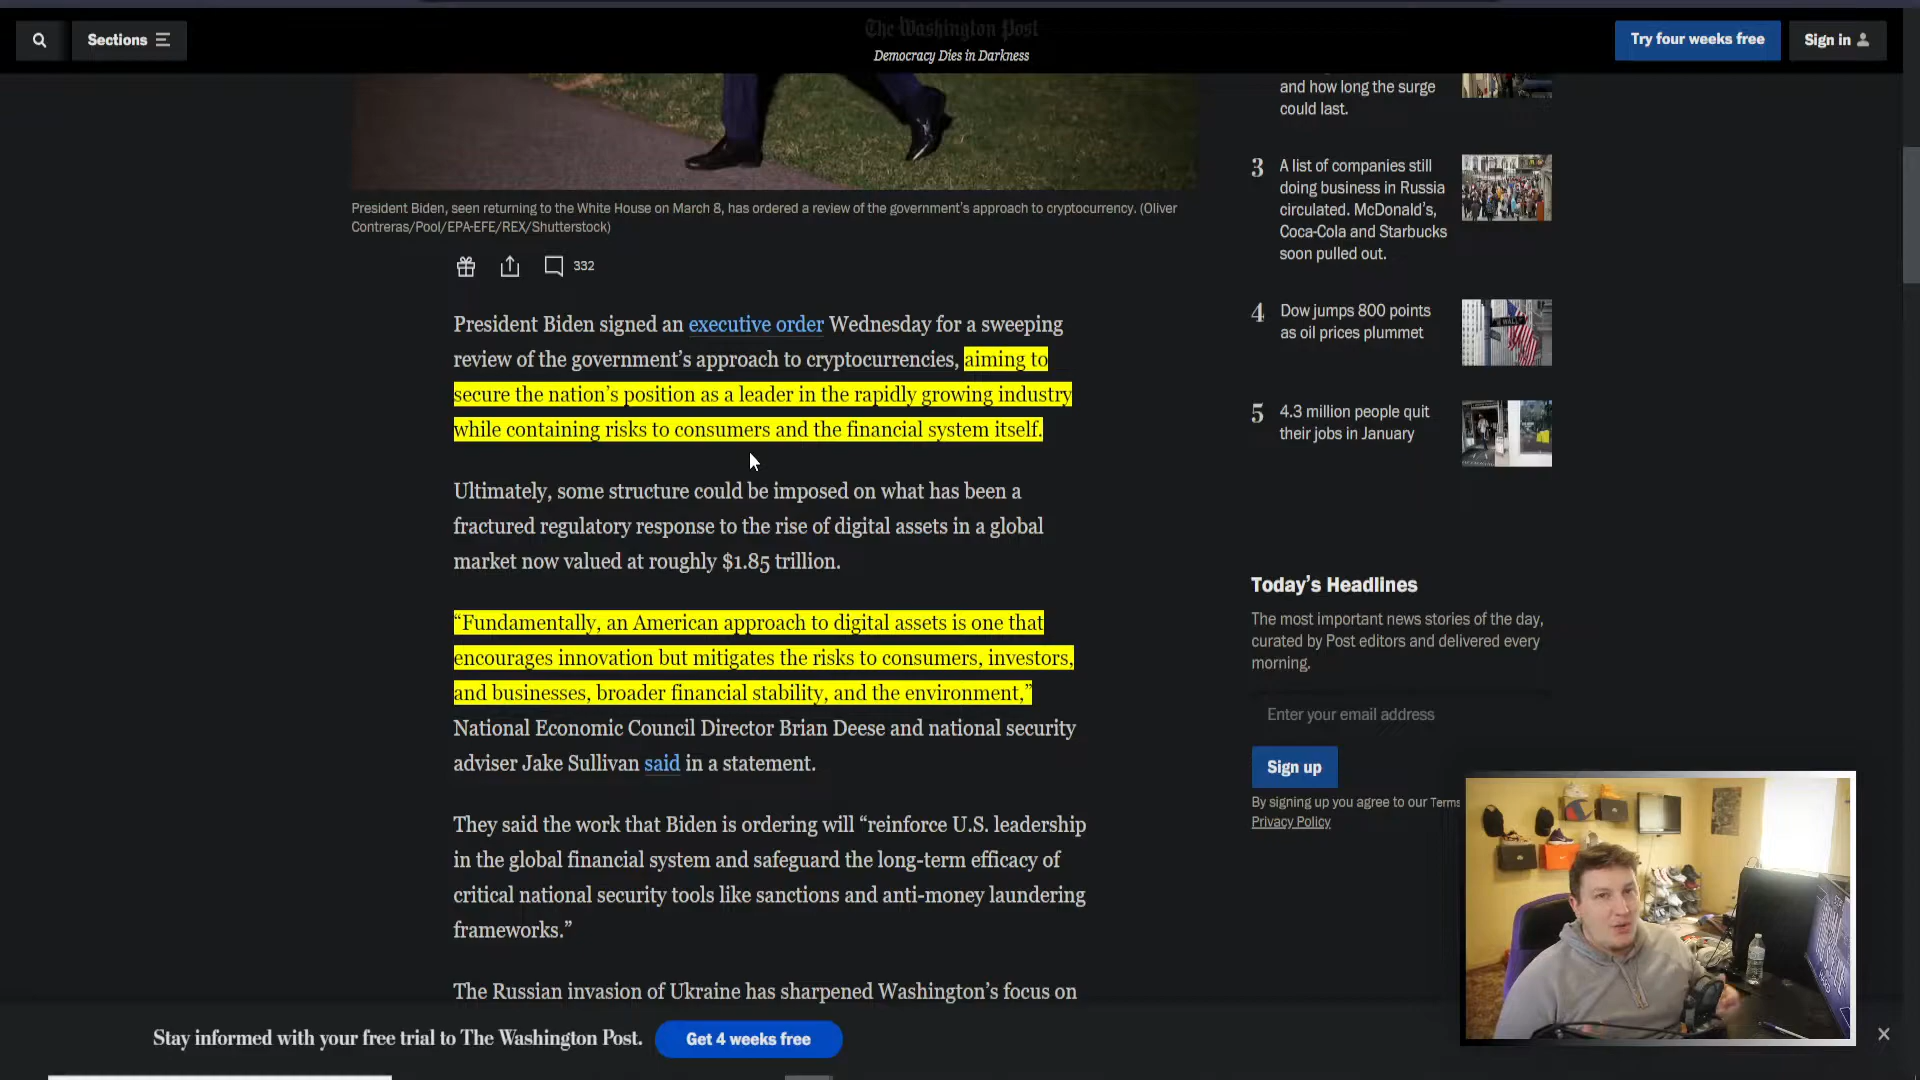 Sections
The Washington Post
Democracy Dies in Darkness
Try four weeks free
Sign in
and how long the surge
could last.
3
A list of companies still
doing business in Russia
circulated. McDonald's,
Coca-Cola and Starbucks
soon pulled out.
President Biden, seen returning to the White House on March 8, has ordered a review of the government's approach to cryptocurrency. (Oliver
Contreras/Pool/EPA-EFE/REX/Shutterstock)
332
4
Dow jumps 800 points
as oil prices plummet
5
4.3 million people quit
their jobs in January
President Biden signed an executive order Wednesday for a sweeping
review of the government's approach to cryptocurrencies, aiming to
secure the nation's position as a leader in the rapidly growing industry
while containing risks to consumers and the financial system itself.
Ultimately, some structure could be imposed on what has been a
fractured regulatory response to the rise of digital assets in a global
market now valued at roughly $1.85 trillion.
“Fundamentally, an American approach to digital assets is one that
encourages innovation but mitigates the risks to consumers, investors,
and businesses, broader financial stability, and the environment,”
National Economic Council Director Brian Deese and national security
adviser Jake Sullivan said in a statement.
They said the work that Biden is ordering will “reinforce U.S. leadership
in the global financial system and safeguard the long-term efficacy of
critical national security tools like sanctions and anti-money laundering
frameworks.”
The Russian invasion of Ukraine has sharpened Washington's focus on
Today's Headlines
The most important news stories of the day,
curated by Post editors and delivered every
morning.
Enter your email address
Sign up
By signing up you agree to our Terms
Privacy Policy
Stay informed with your free trial to The Washington Post.
Get 4 weeks free